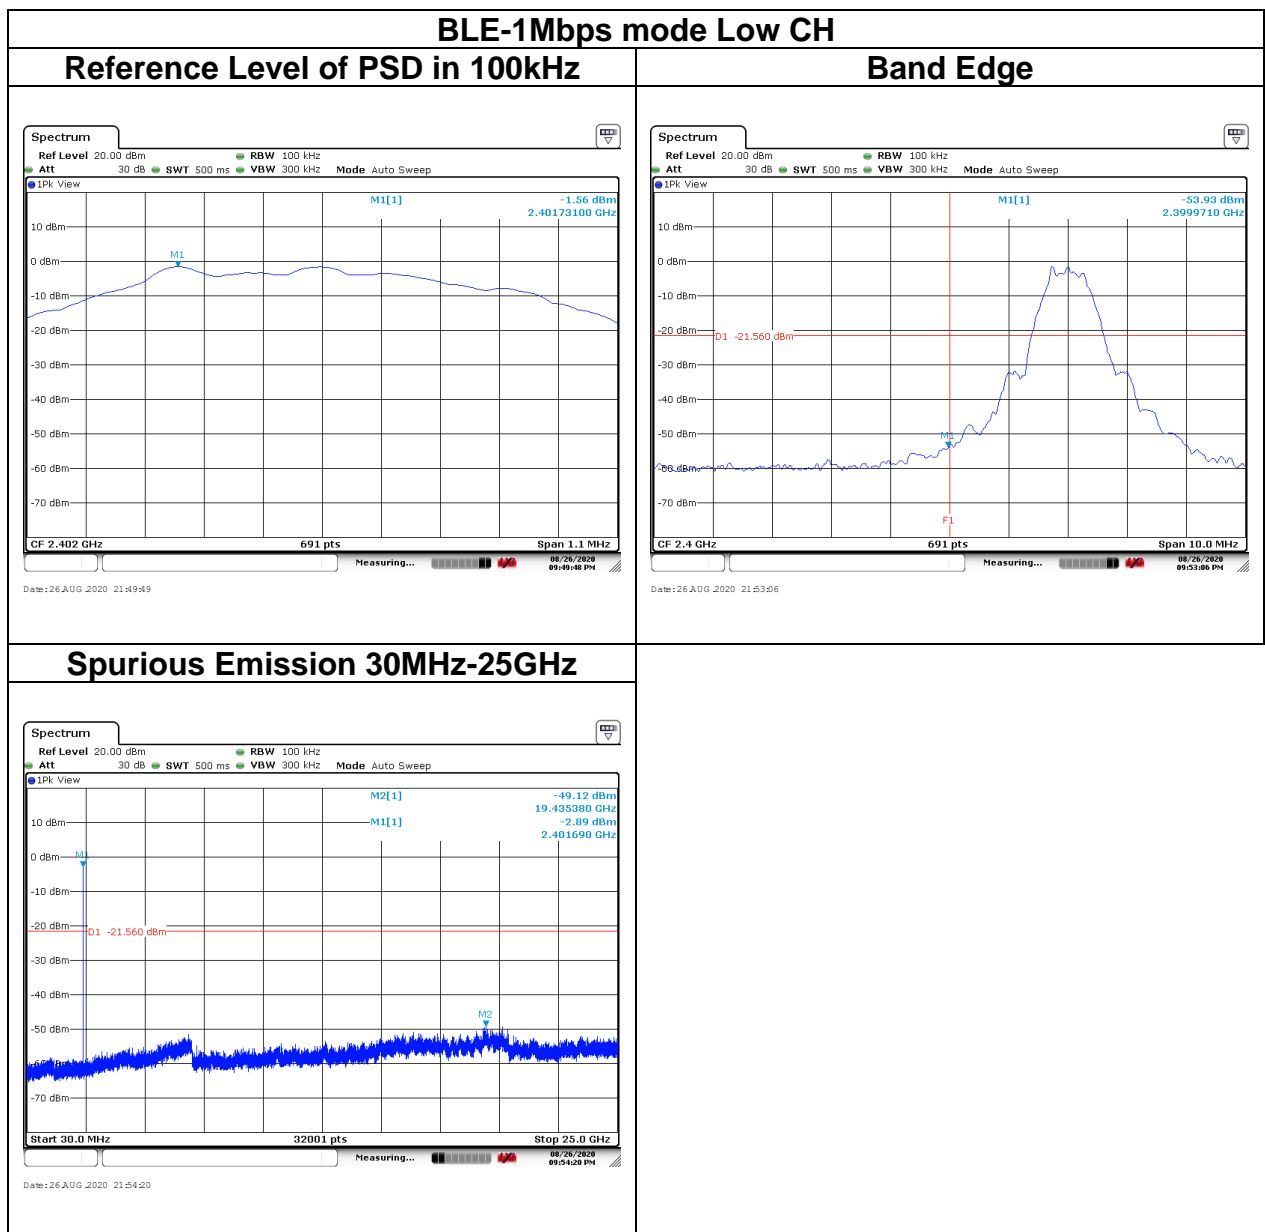 BLE-1Mbps mode Low CH
Reference Level of PSD in 100kHz
Band Edge
Spectrum
Ref Level 20.00 dBm RBW 100 kHz
Att 30 dB SWT 500 ms VBW 300 kHz Mode Auto Sweep
1Pk View
M1[1] -1.56 dBm
2.40173100 GHz
10 dBm
M1
0 dBm
-10 dBm
-20 dBm
-30 dBm
-40 dBm
-50 dBm
-60 dBm
-70 dBm
CF 2.402 GHz 691 pts Span 1.1 MHz
Measuring... 08/26/2020
09:49:48 PM
Date: 26.AUG.2020 21:49:49
Spectrum
Ref Level 20.00 dBm RBW 100 kHz
Att 30 dB SWT 500 ms VBW 300 kHz Mode Auto Sweep
1Pk View
M1[1] -53.93 dBm
2.3999710 GHz
10 dBm
0 dBm
-10 dBm
-20 dBm
D1 -21.560 dBm
-30 dBm
-40 dBm
-50 dBm
M1
-60 dBm
-70 dBm
F1
CF 2.4 GHz 691 pts Span 10.0 MHz
Measuring... 08/26/2020
09:53:06 PM
Date: 26.AUG.2020 21:53:06
Spurious Emission 30MHz-25GHz
Spectrum
Ref Level 20.00 dBm RBW 100 kHz
Att 30 dB SWT 500 ms VBW 300 kHz Mode Auto Sweep
1Pk View
M2[1] -49.12 dBm
19.435380 GHz
M1[1] -2.89 dBm
2.401690 GHz
10 dBm
0 dBm M1
-10 dBm
-20 dBm
D1 -21.560 dBm
-30 dBm
-40 dBm
M2
-50 dBm
-60 dBm
-70 dBm
Start 30.0 MHz 32001 pts Stop 25.0 GHz
Measuring... 08/26/2020
09:54:20 PM
Date: 26.AUG.2020 21:54:20